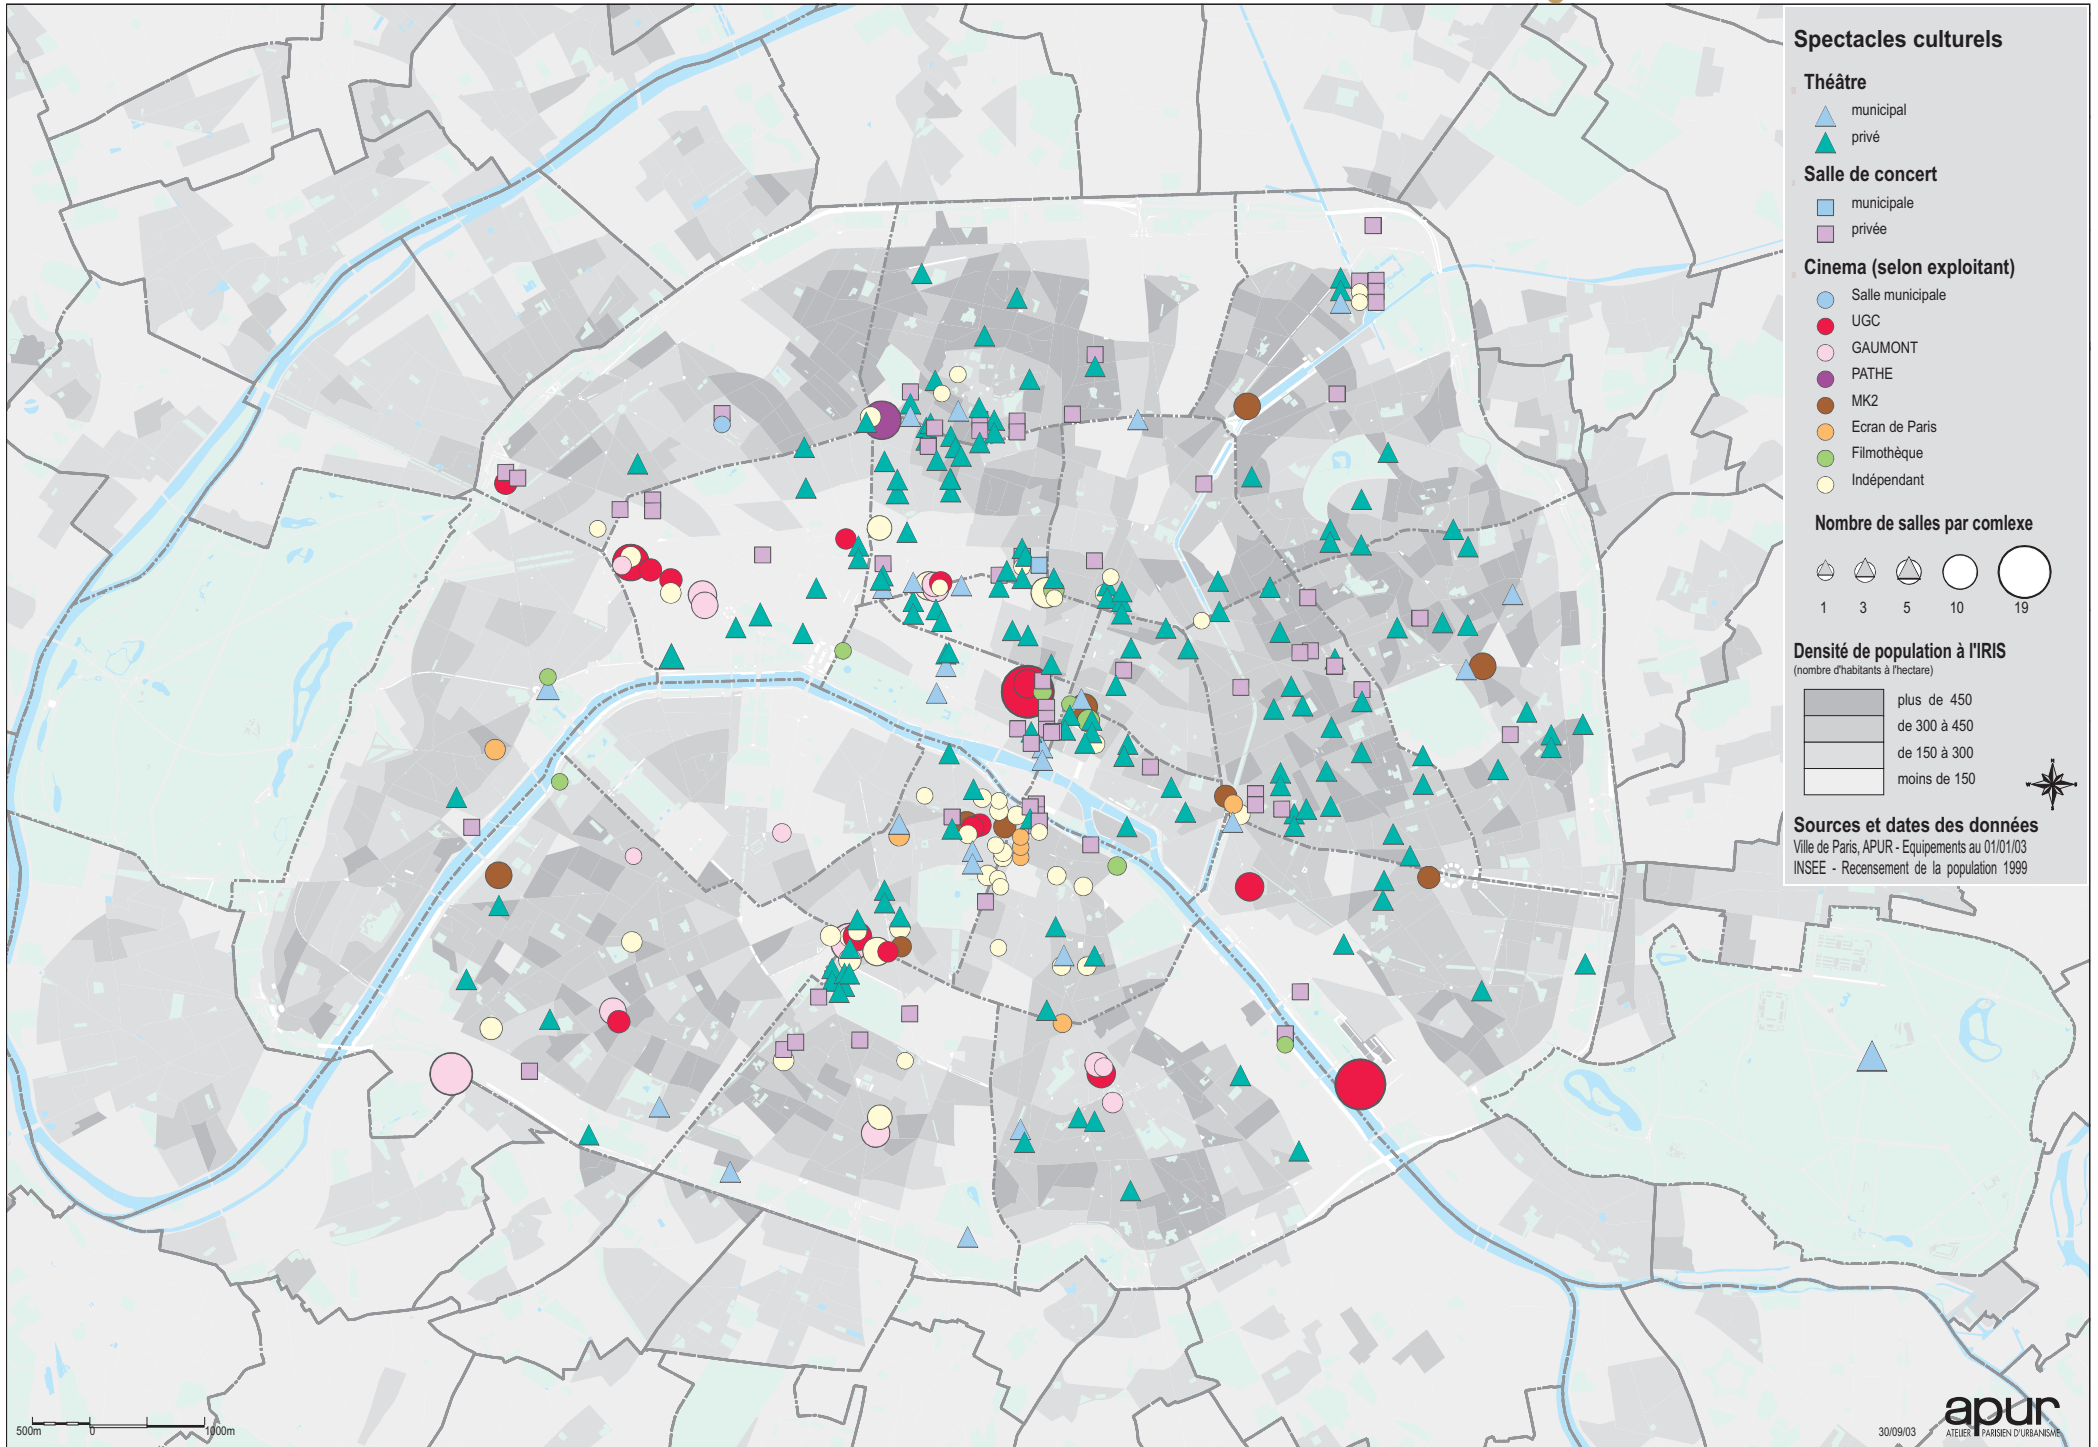 Spectacles culturels
Théâtre
municipal
privé
Salle de concert
municipale
privée
Cinema (selon exploitant)
Salle municipale
UGC
GAUMONT
PATHE
MK2
Ecran de Paris
Filmothèque
Indépendant
Nombre de salles par comlexe
1 3 5 10 19
Densité de population à l'IRIS
(nombre d'habitants à l'hectare)
plus de 450
de 300 à 450
de 150 à 300
moins de 150
Sources et dates des données
Ville de Paris, APUR - Equipements au 01/01/03
INSEE - Recensement de la population 1999
500m 0 1000m
30/09/03
apur
ATELIER PARISIEN D'URBANISME